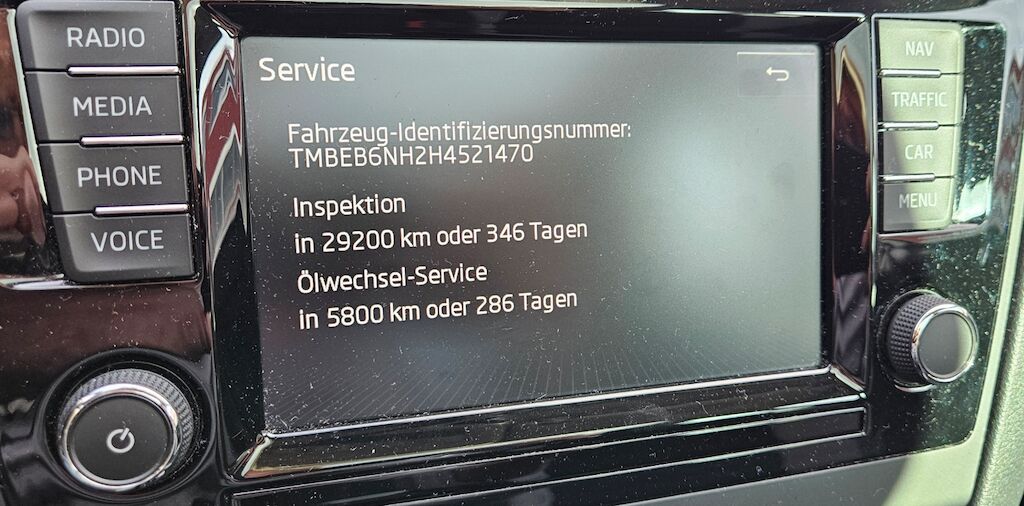 RADIO
MEDIA
PHONE
VOICE
Service
Fahrzeug-Identifizierungsnummer:
TMBEB6NH2H4521470
Inspektion
in 29200 km oder 346 Tagen
Ölwechsel-Service
in 5800 km oder 286 Tagen
NAV
TRAFFIC
CAR
MENU